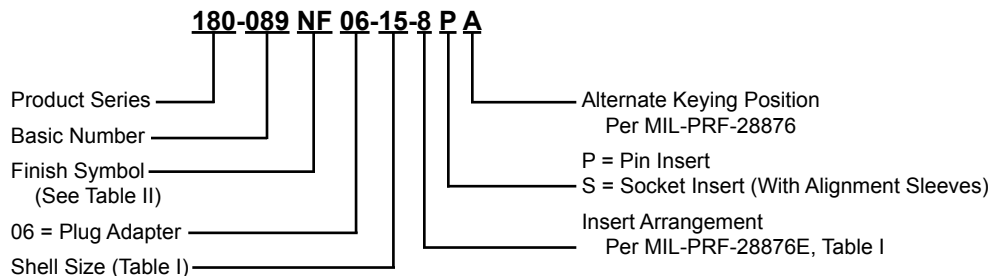 180-089 NF 06-15-8 P A
Product Series
Basic Number
Finish Symbol
(See Table II)
06 = Plug Adapter
Shell Size (Table I)
Alternate Keying Position
Per MIL-PRF-28876
P = Pin Insert
S = Socket Insert (With Alignment Sleeves)
Insert Arrangement
Per MIL-PRF-28876E, Table I